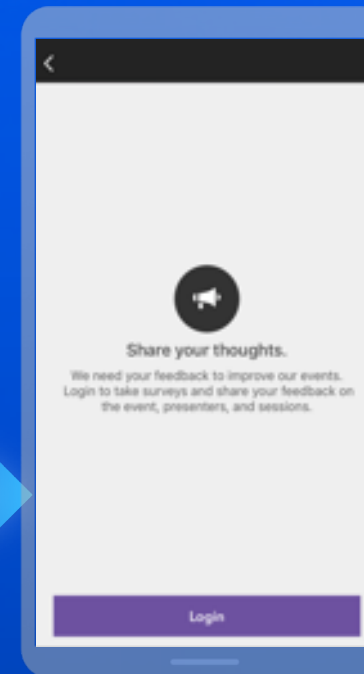 Share your thoughts.
We need your feedback to improve our events.
Login to take surveys and share your feedback on
the event, presenters, and sessions.
Login